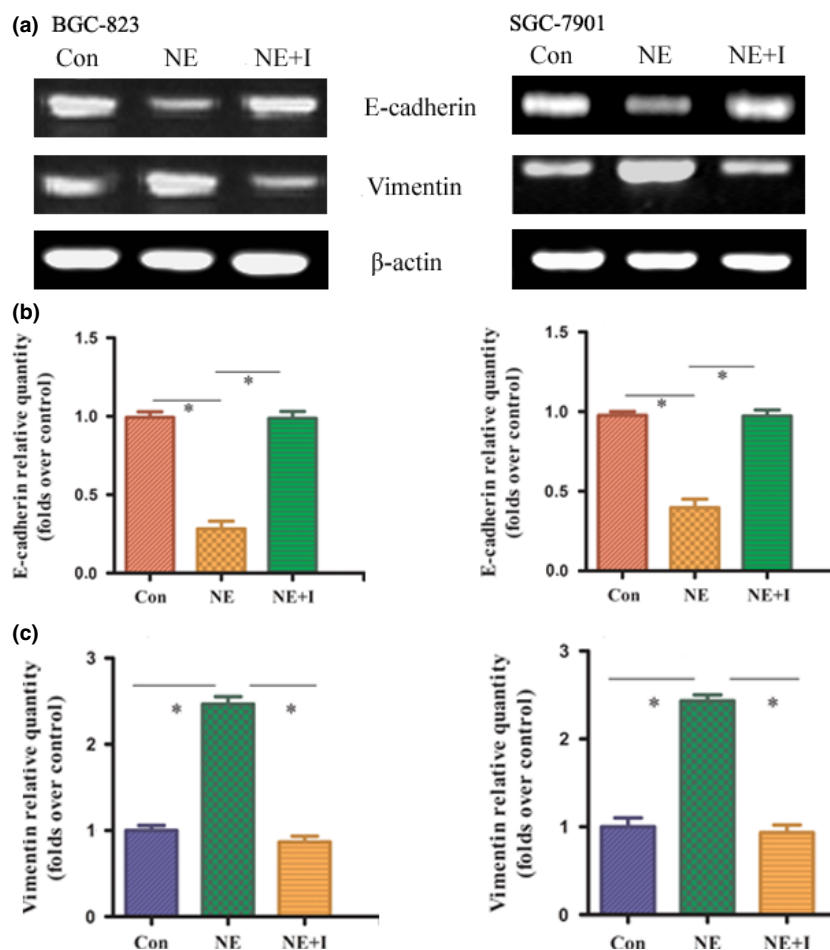 (a) BGC-823
SGC-7901
Con NE NE+I
Con NE NE+I
E-cadherin
Vimentin
β-actin
(b)
E-cadherin relative quantity
(folds over control)
1.5
1.0
0.5
0.0
*
*
Con NE NE+I
E-cadherin relative quantity
(folds over control)
1.5
1.0
0.5
0.0
*
*
Con NE NE+I
(c)
Vimentin relative quantity
(folds over control)
3
2
1
0
*
*
Con NE NE+I
Vimentin relative quantity
(folds over control)
3
2
1
0
*
*
Con NE NE+I